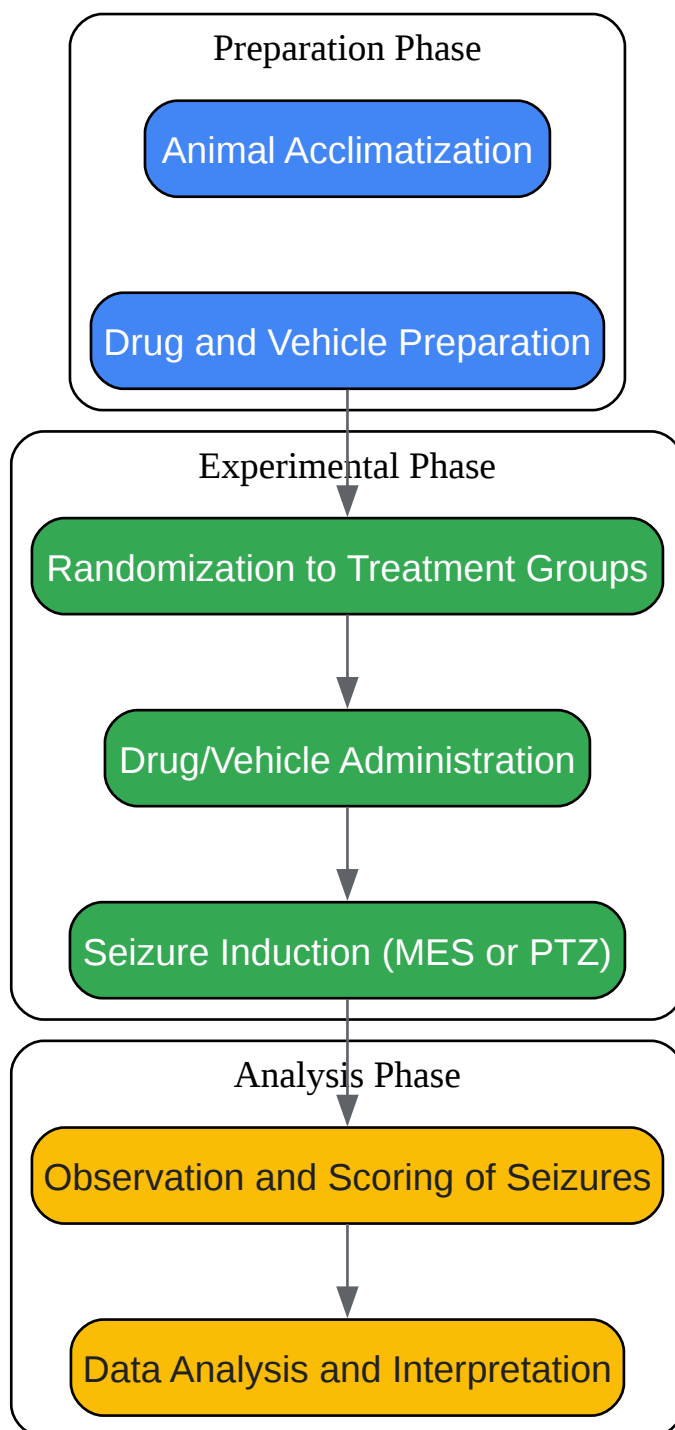 Preparation Phase
Animal Acclimatization
Drug and Vehicle Preparation
Experimental Phase
Randomization to Treatment Groups
Drug/Vehicle Administration
Seizure Induction (MES or PTZ)
Analysis Phase
Observation and Scoring of Seizures
Data Analysis and Interpretation